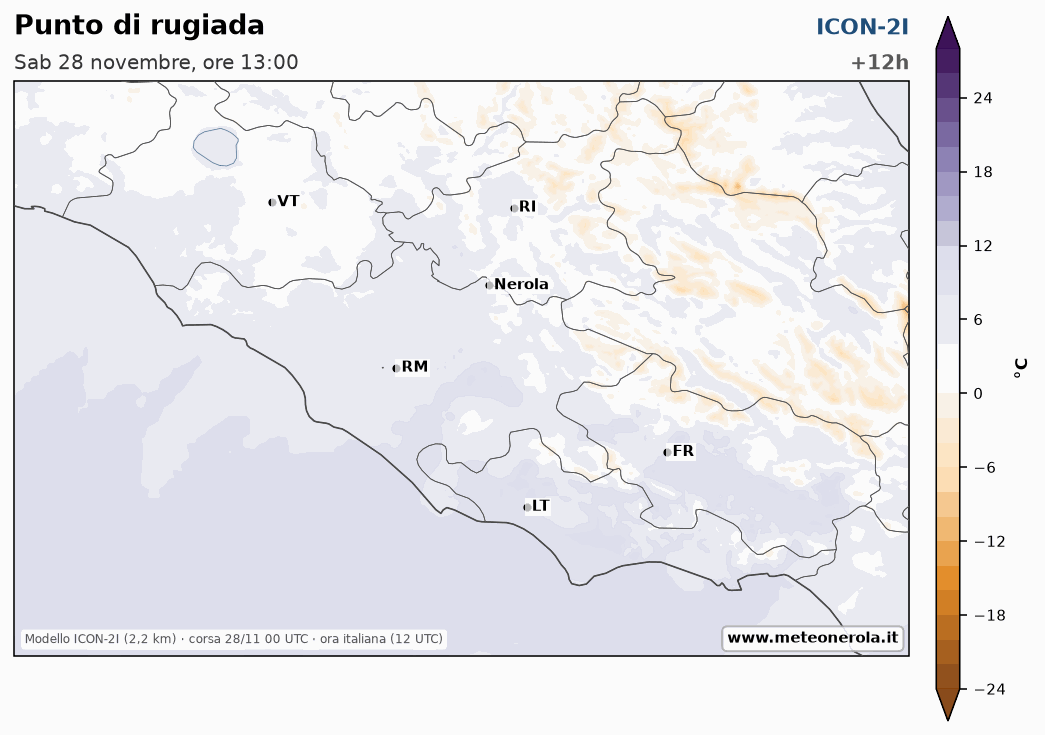 Punto di rugiada
ICON-2I
Sab 28 novembre, ore 13:00
+12h
VT
RI
Nerola
RM
FR
LT
24
18
12
6
0
−6
−12
−18
−24
°C
Modello ICON-2I (2,2 km) · corsa 28/11 00 UTC · ora italiana (12 UTC)
www.meteonerola.it